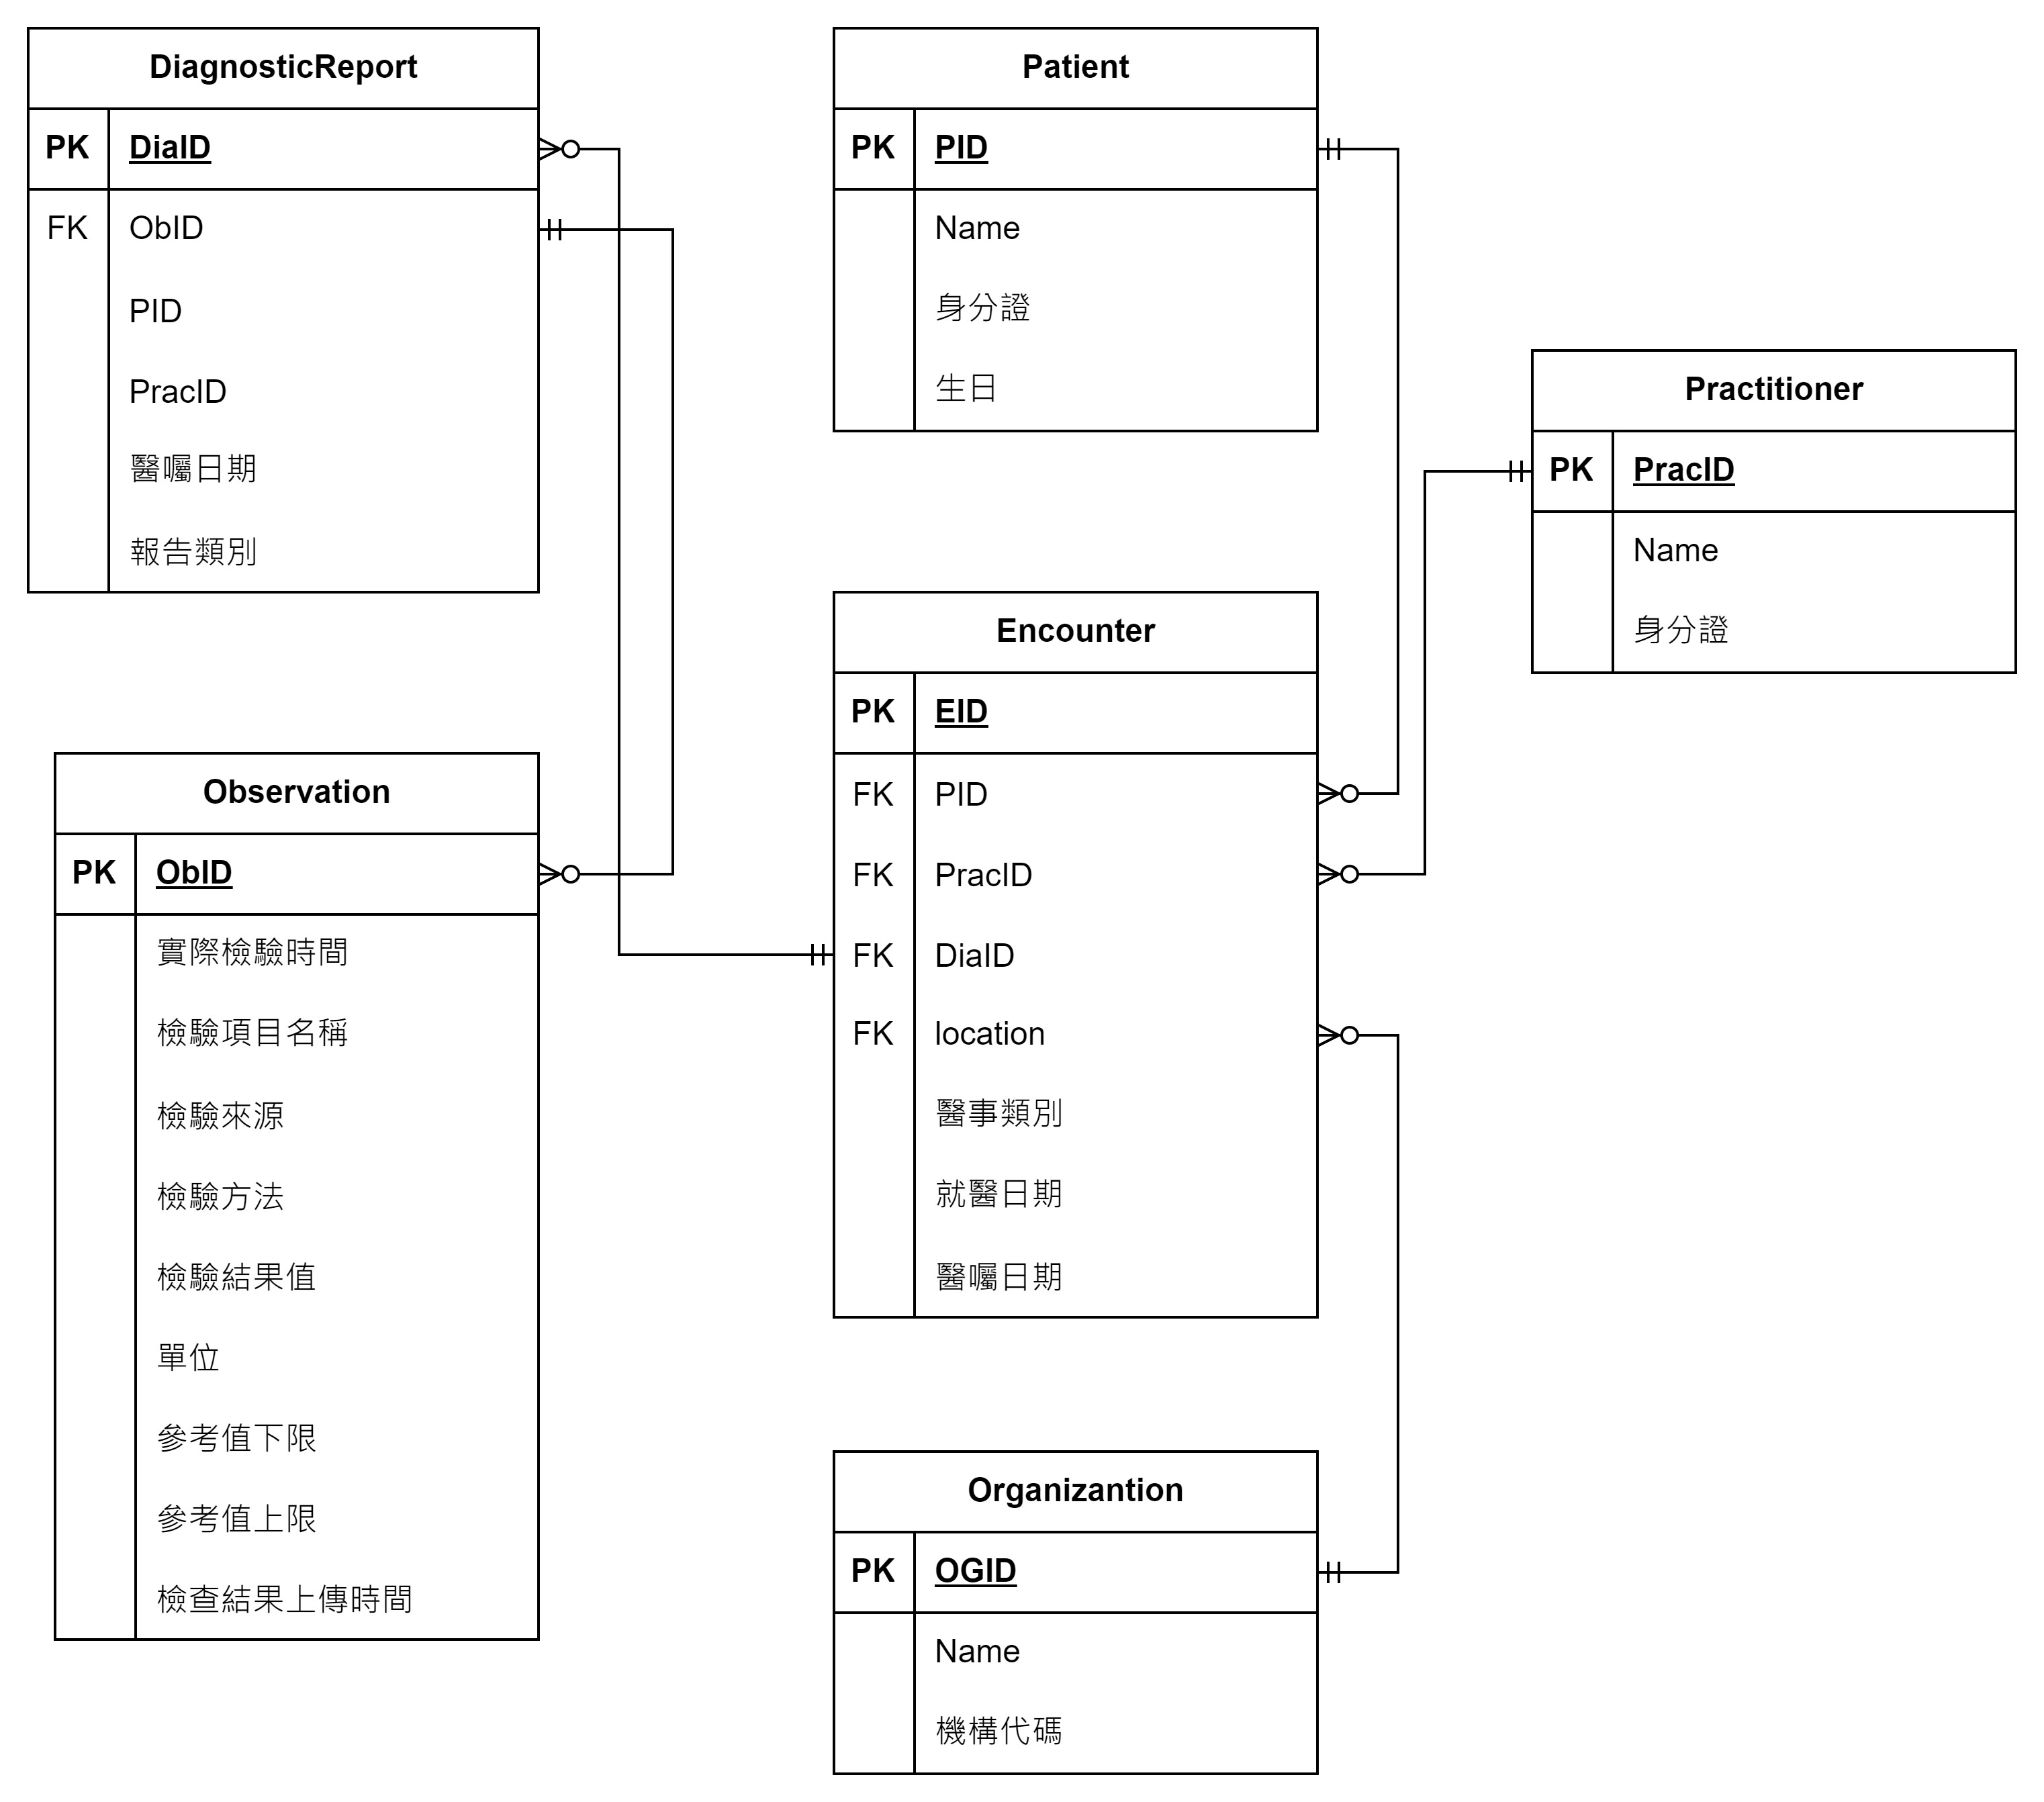 DiagnosticReport
PK DiaID
FK ObID
PID
PracID
醫囑日期
報告類別
Patient
PK PID
Name
身分證
生日
Practitioner
PK PracID
Name
身分證
Encounter
PK EID
FK PID
FK PracID
FK DiaID
FK location
醫事類別
就醫日期
醫囑日期
Observation
PK ObID
實際檢驗時間
檢驗項目名稱
檢驗來源
檢驗方法
檢驗結果值
單位
參考值下限
參考值上限
檢查結果上傳時間
Organizantion
PK OGID
Name
機構代碼